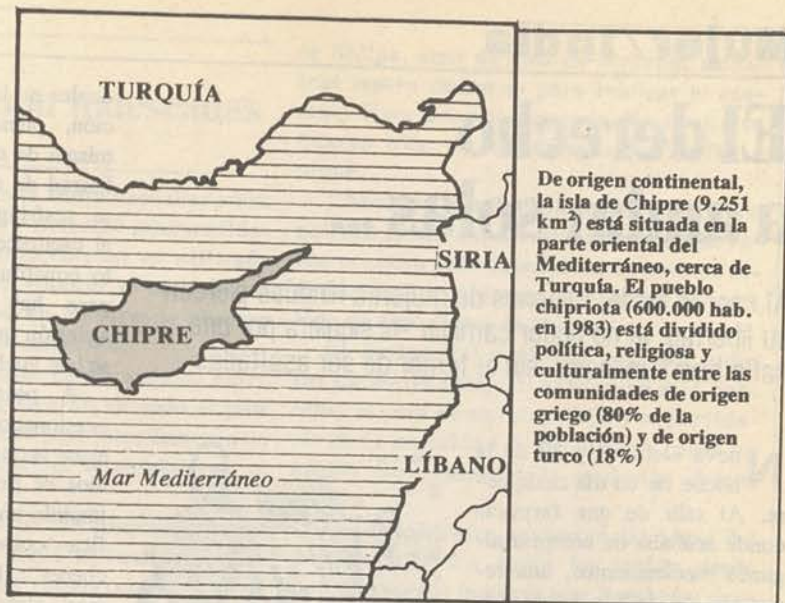 TURQUÍA
SIRIA
CHIPRE
LÍBANO
Mar Mediterráneo
De origen continental,
la isla de Chipre (9.251
km²) está situada en la
parte oriental del
Mediterráneo, cerca de
Turquía. El pueblo
chipriota (600.000 hab.
en 1983) está dividido
política, religiosa y
culturalmente entre las
comunidades de origen
griego (80% de la
población) y de origen
turco (18%)